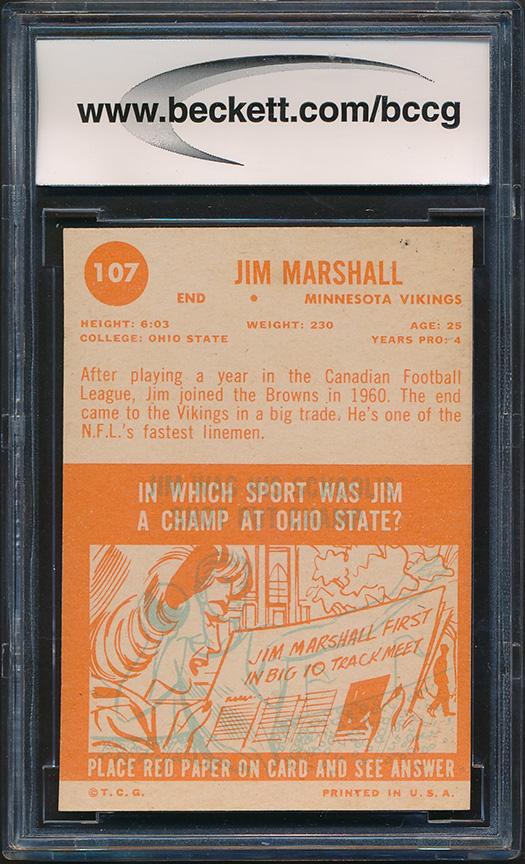 www.beckett.com/bccg
107
JIM MARSHALL
END • MINNESOTA VIKINGS
HEIGHT: 6:03 WEIGHT: 230 AGE: 25
COLLEGE: OHIO STATE YEARS PRO: 4
After playing a year in the Canadian Football
League, Jim joined the Browns in 1960. The end
came to the Vikings in a big trade. He's one of the
N.F.L.'s fastest linemen.
IN WHICH SPORT WAS JIM
A CHAMP AT OHIO STATE?
JIM MARSHALL FIRST
IN BIG 10 TRACK MEET
PLACE RED PAPER ON CARD AND SEE ANSWER
©T.C.G. PRINTED IN U.S.A.